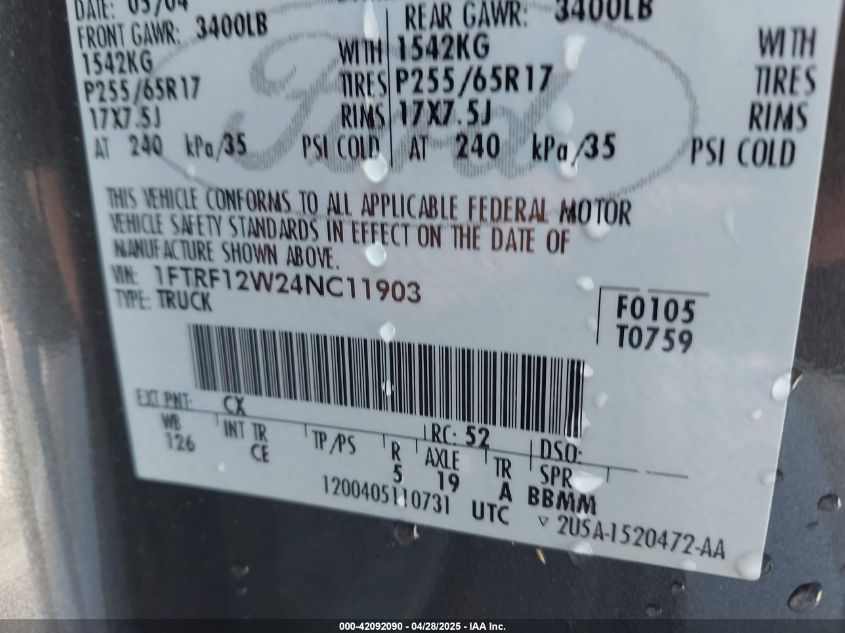 DATE: 05/04
FRONT GAWR: 3400LB REAR GAWR: 3400LB
1542KG WITH 1542KG WITH
P255/65R17 TIRES P255/65R17 TIRES
17X7.5J RIMS 17X7.5J RIMS
AT 240 kPa/35 PSI COLD AT 240 kPa/35 PSI COLD
Ford
THIS VEHICLE CONFORMS TO ALL APPLICABLE FEDERAL MOTOR
VEHICLE SAFETY STANDARDS IN EFFECT ON THE DATE OF
MANUFACTURE SHOWN ABOVE.
VIN: 1FTRF12W24NC11903
TYPE: TRUCK
F0105
T0759
EXT PNT: CX RC: 52 DSO:
WB INT TR TP/PS R AXLE TR SPR
126 CE 5 19 A BBMM
1200405110731 UTC ▽ 2U5A-1520472-AA
000-42092090 - 04/28/2025 - IAA Inc.